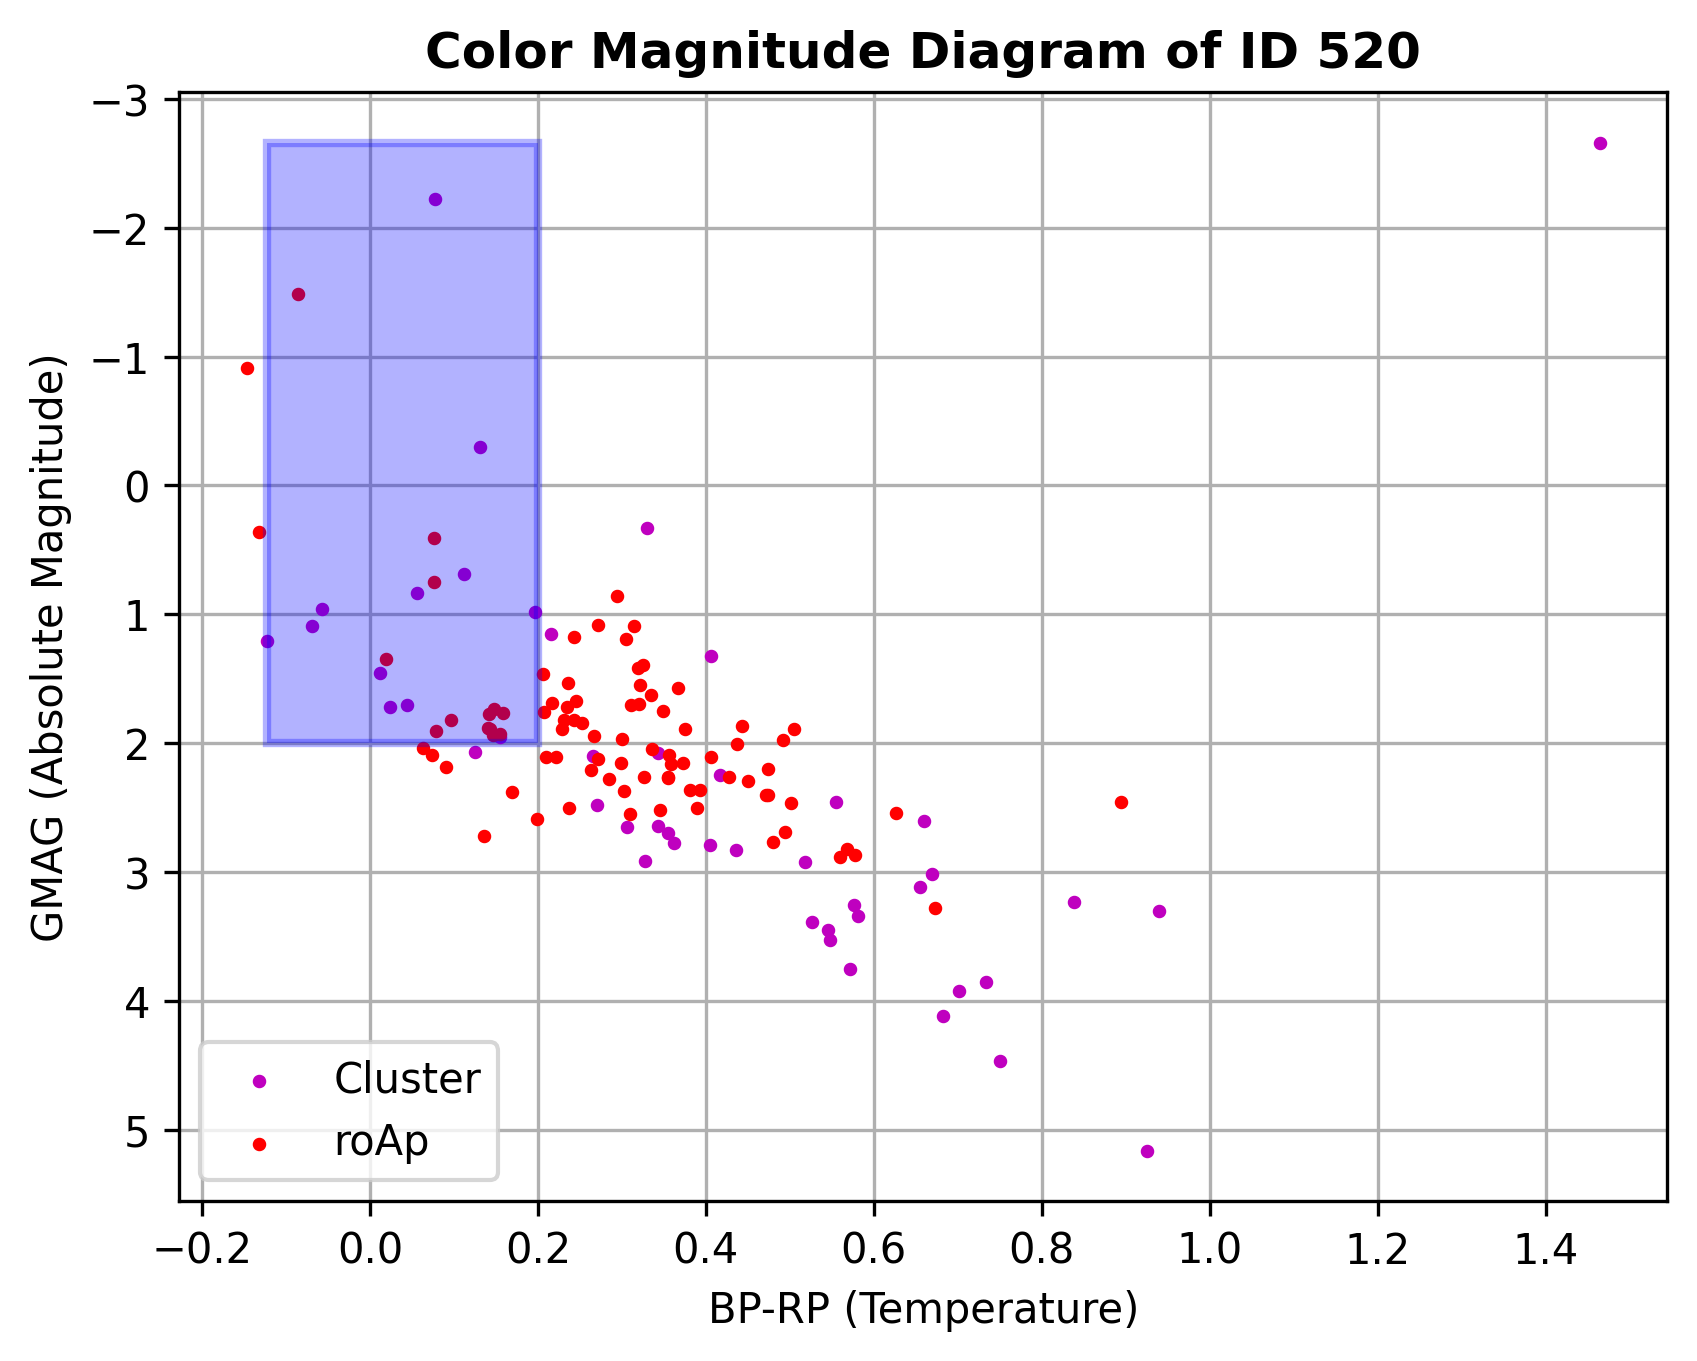 Color Magnitude Diagram of ID 520
−3
−2
−1
0
1
2
3
4
5
GMAG (Absolute Magnitude)
Cluster
roAp
−0.2 0.0 0.2 0.4 0.6 0.8 1.0 1.2 1.4
BP-RP (Temperature)